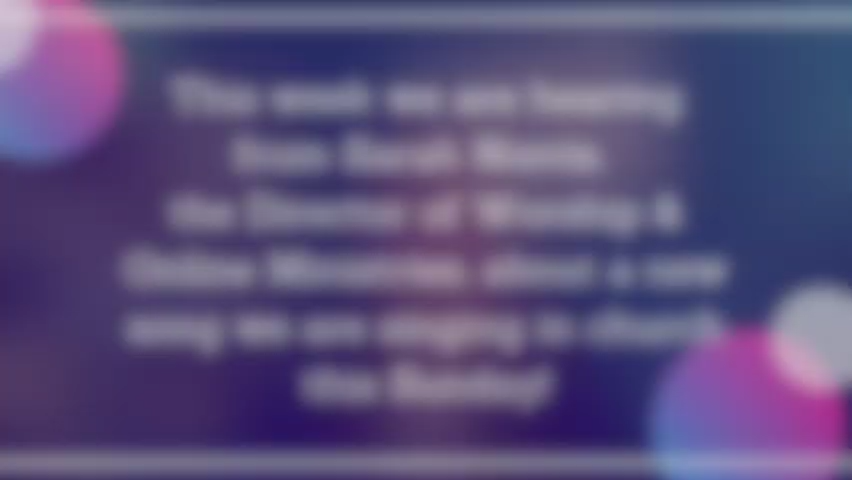 This week we are hearing
from Sarah
the Director of Worship &
Online Ministries, about a new
song we are singing in church
this Sunday!